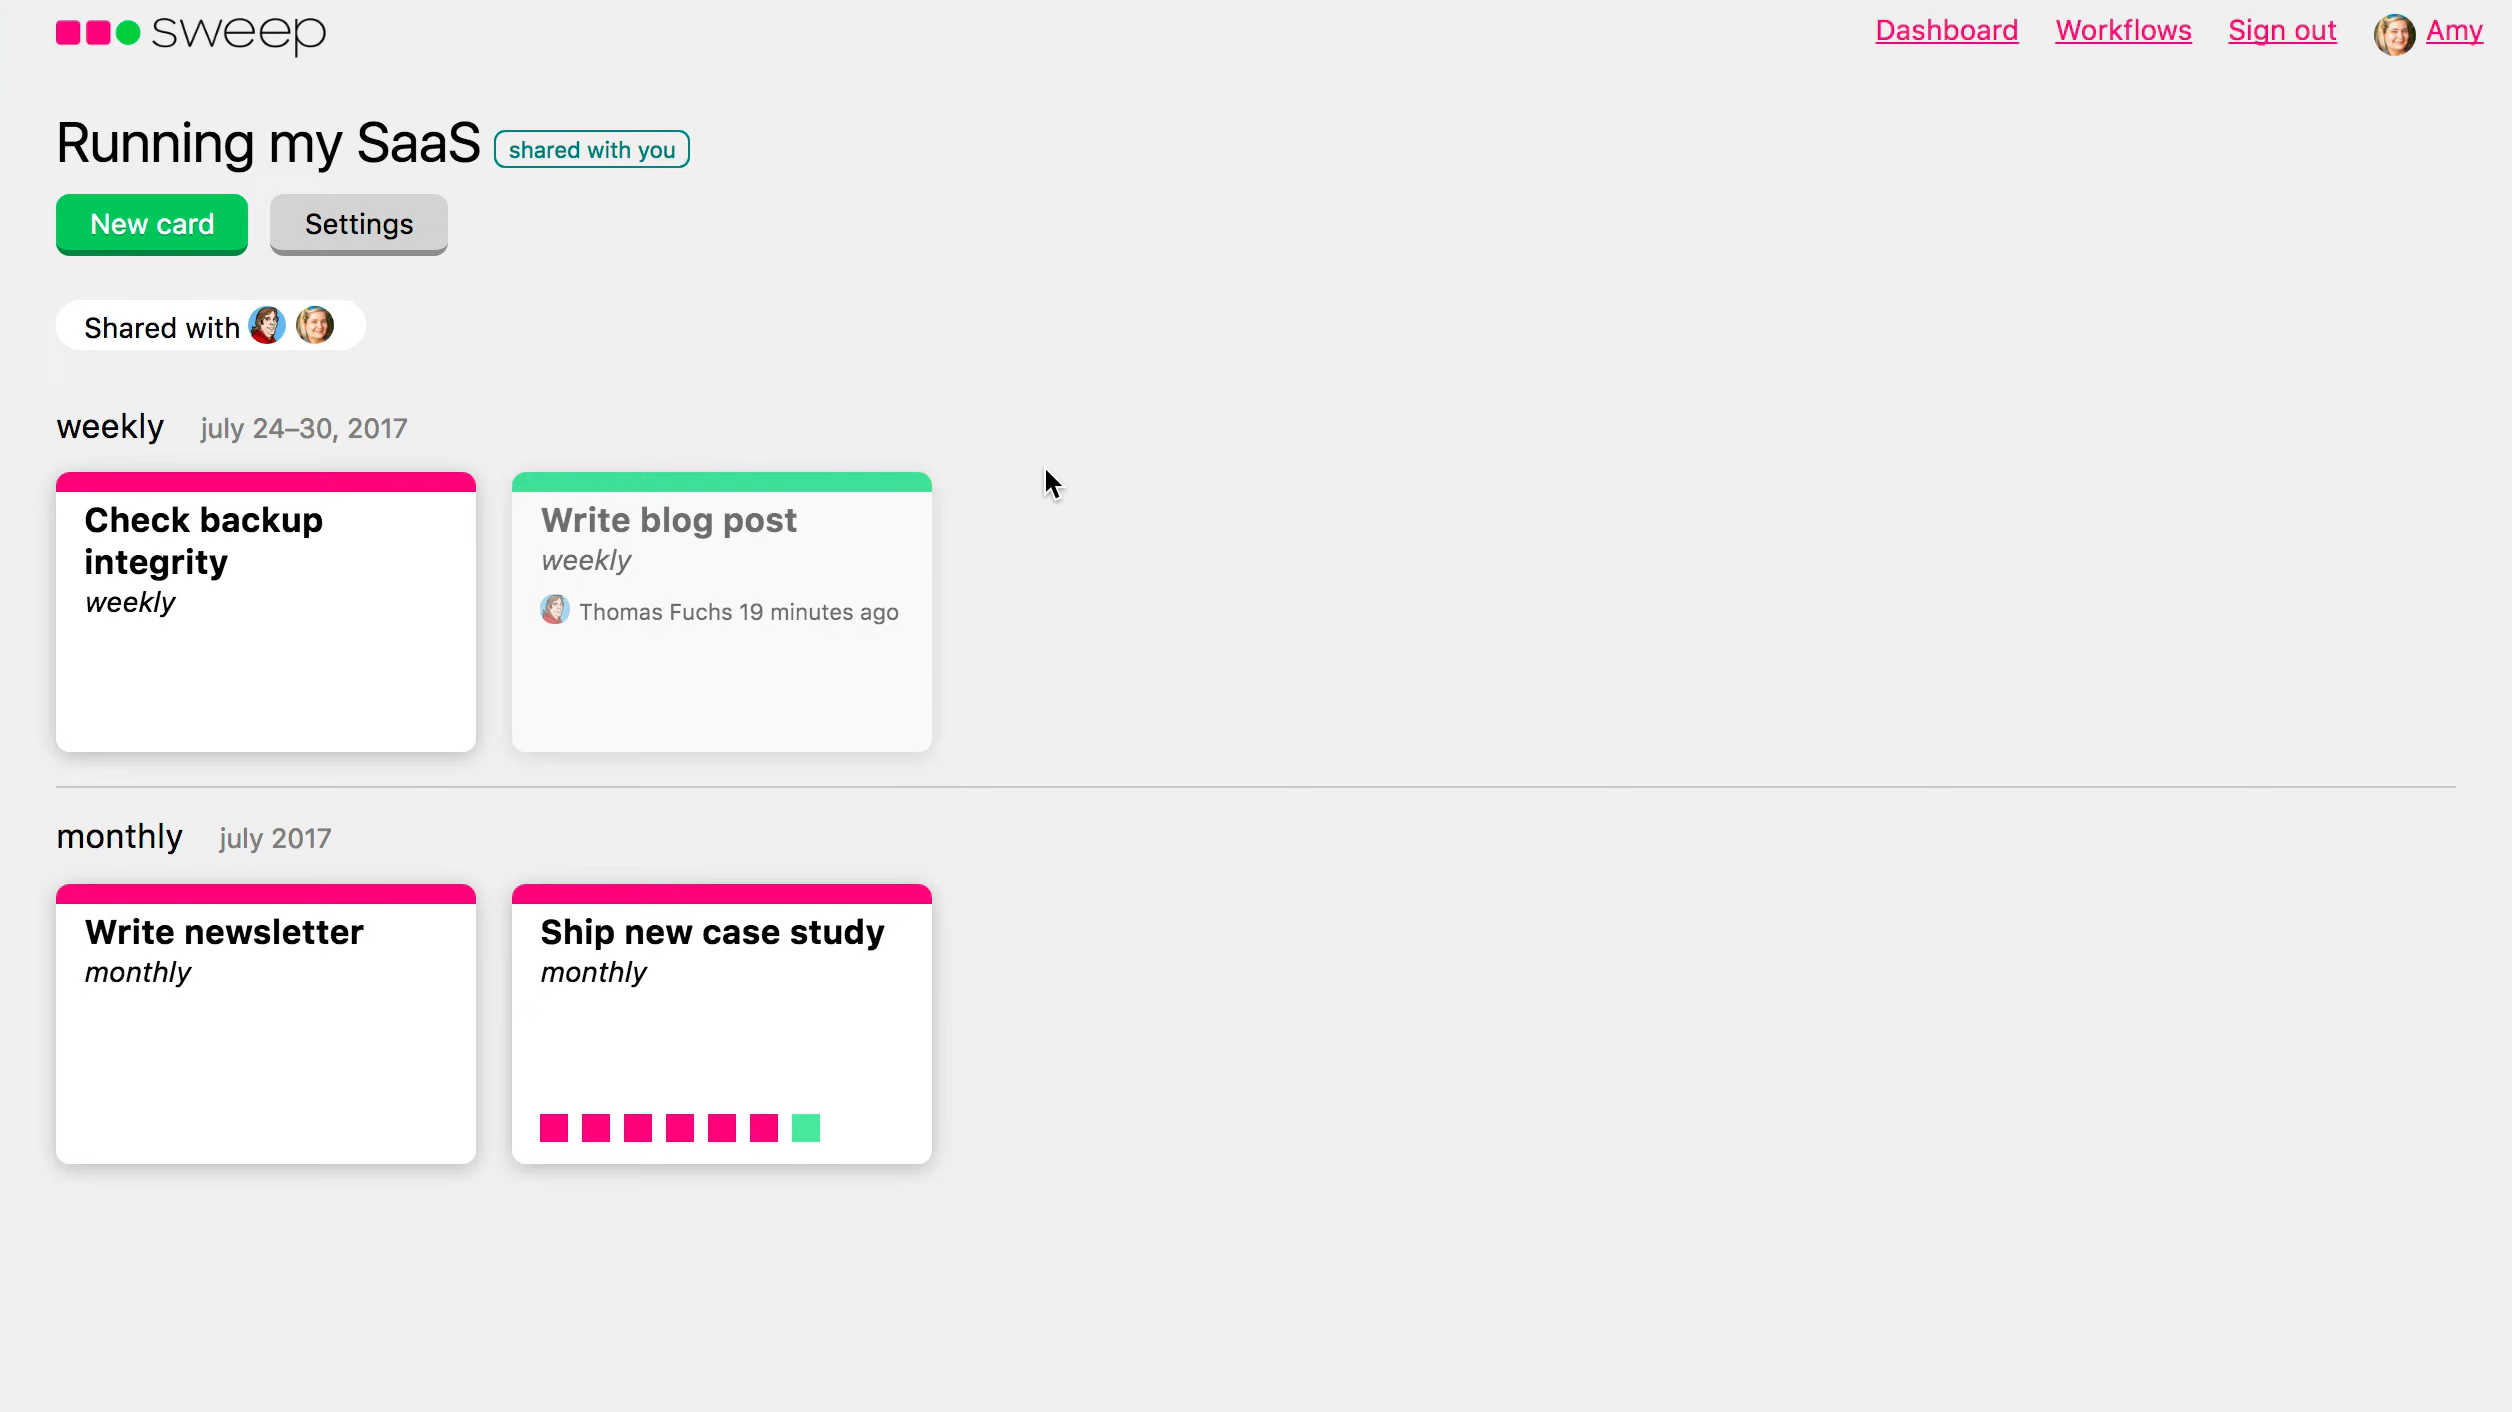 sweep
Dashboard Workflows Sign out Amy
Running my SaaS shared with you
New card Settings
Shared with
weekly july 24–30, 2017
Check backup
integrity
weekly
Write blog post
weekly
Thomas Fuchs 19 minutes ago
monthly july 2017
Write newsletter
monthly
Ship new case study
monthly